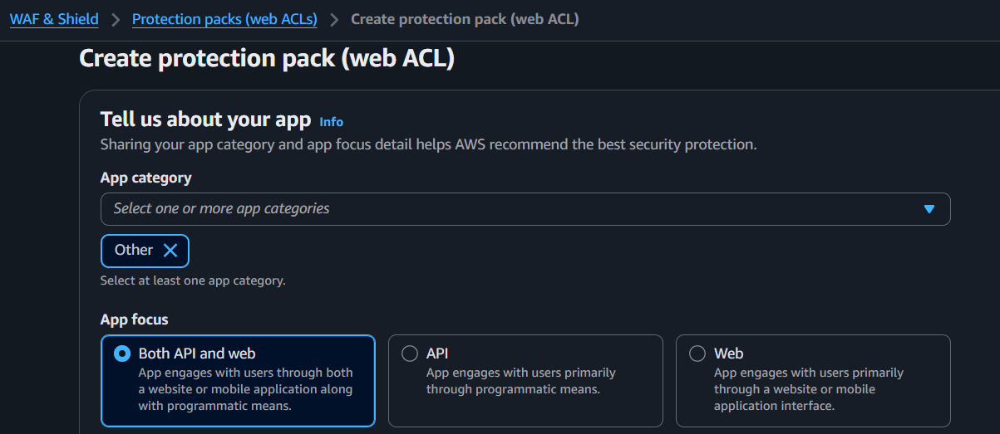 WAF & Shield > Protection packs (web ACLs) > Create protection pack (web ACL)
Create protection pack (web ACL)
Tell us about your app Info
Sharing your app category and app focus detail helps AWS recommend the best security protection.
App category
Select one or more app categories
Other
Select at least one app category.
App focus
Both API and web
App engages with users through both
a website or mobile application along
with programmatic means.
API
App engages with users primarily
through programmatic means.
Web
App engages with users primarily
through a website or mobile
application interface.